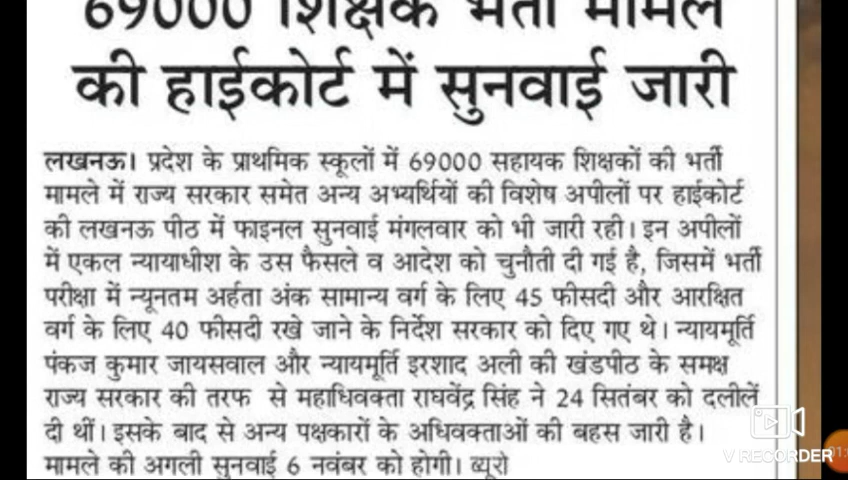 69000 शिक्षक भर्ती मामले
की हाईकोर्ट में सुनवाई जारी
लखनऊ। प्रदेश के प्राथमिक स्कूलों में 69000 सहायक शिक्षकों की भर्ती
मामले में राज्य सरकार समेत अन्य अभ्यर्थियों की विशेष अपीलों पर हाईकोर्ट
की लखनऊ पीठ में फाइनल सुनवाई मंगलवार को भी जारी रही। इन अपीलों
में एकल न्यायाधीश के उस फैसले व आदेश को चुनौती दी गई है, जिसमें भर्ती
परीक्षा में न्यूनतम अर्हता अंक सामान्य वर्ग के लिए 45 फीसदी और आरक्षित
वर्ग के लिए 40 फीसदी रखे जाने के निर्देश सरकार को दिए गए थे। न्यायमूर्ति
पंकज कुमार जायसवाल और न्यायमूर्ति इरशाद अली की खंडपीठ के समक्ष
राज्य सरकार की तरफ से महाधिवक्ता राघवेंद्र सिंह ने 24 सितंबर को दलीलें
दी थीं। इसके बाद से अन्य पक्षकारों के अधिवक्ताओं की बहस जारी है।
मामले की अगली सुनवाई 6 नवंबर को होगी। ब्यूरो
V RECORDER